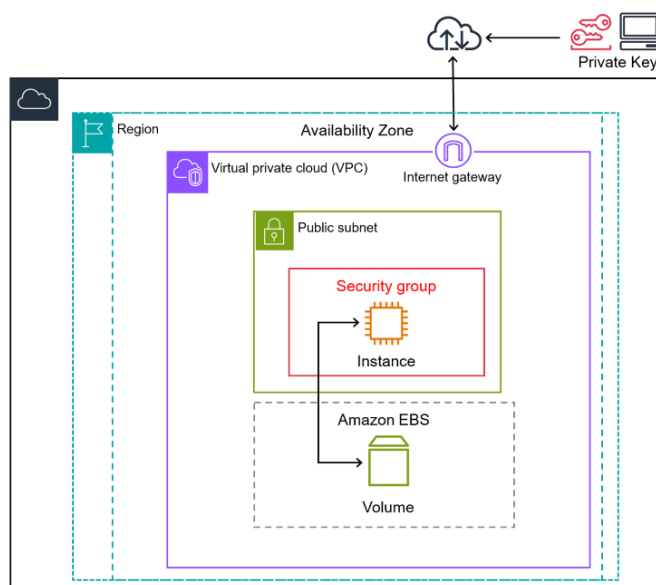 Private Key
Region
Availability Zone
Virtual private cloud (VPC)
Internet gateway
Public subnet
Security group
Instance
Amazon EBS
Volume